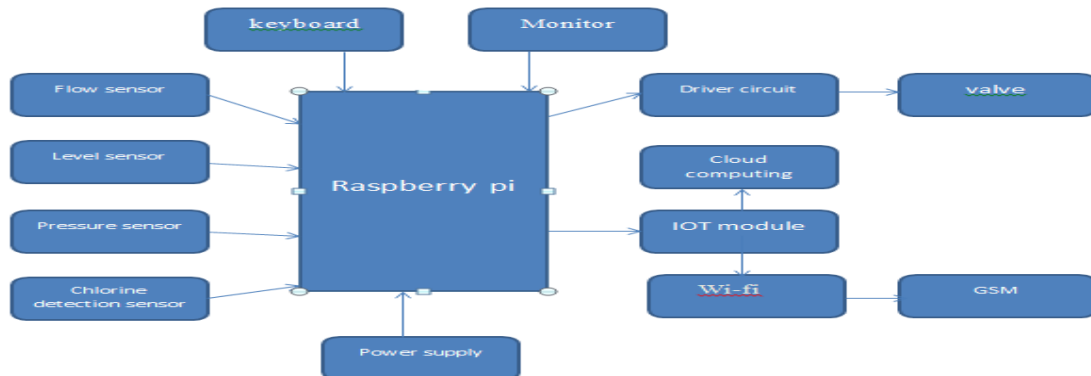 keyboard
Monitor
Flow sensor
Driver circuit
valve
Level sensor
Cloud
computing
Raspberry pi
Pressure sensor
IOT module
Chlorine
detection sensor
Wi-fi
GSM
Power supply